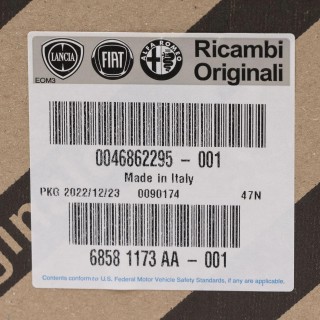 LANCIA FIAT ALFA ROMEO Ricambi
EOM3 Originali
0046862295 - 001
Made in Italy
PKG 2022/12/23 0090174 47N
6858 1173 AA - 001
Contents conform to U.S. Federal Motor Vehicle Safety Standards, if any are applicable.